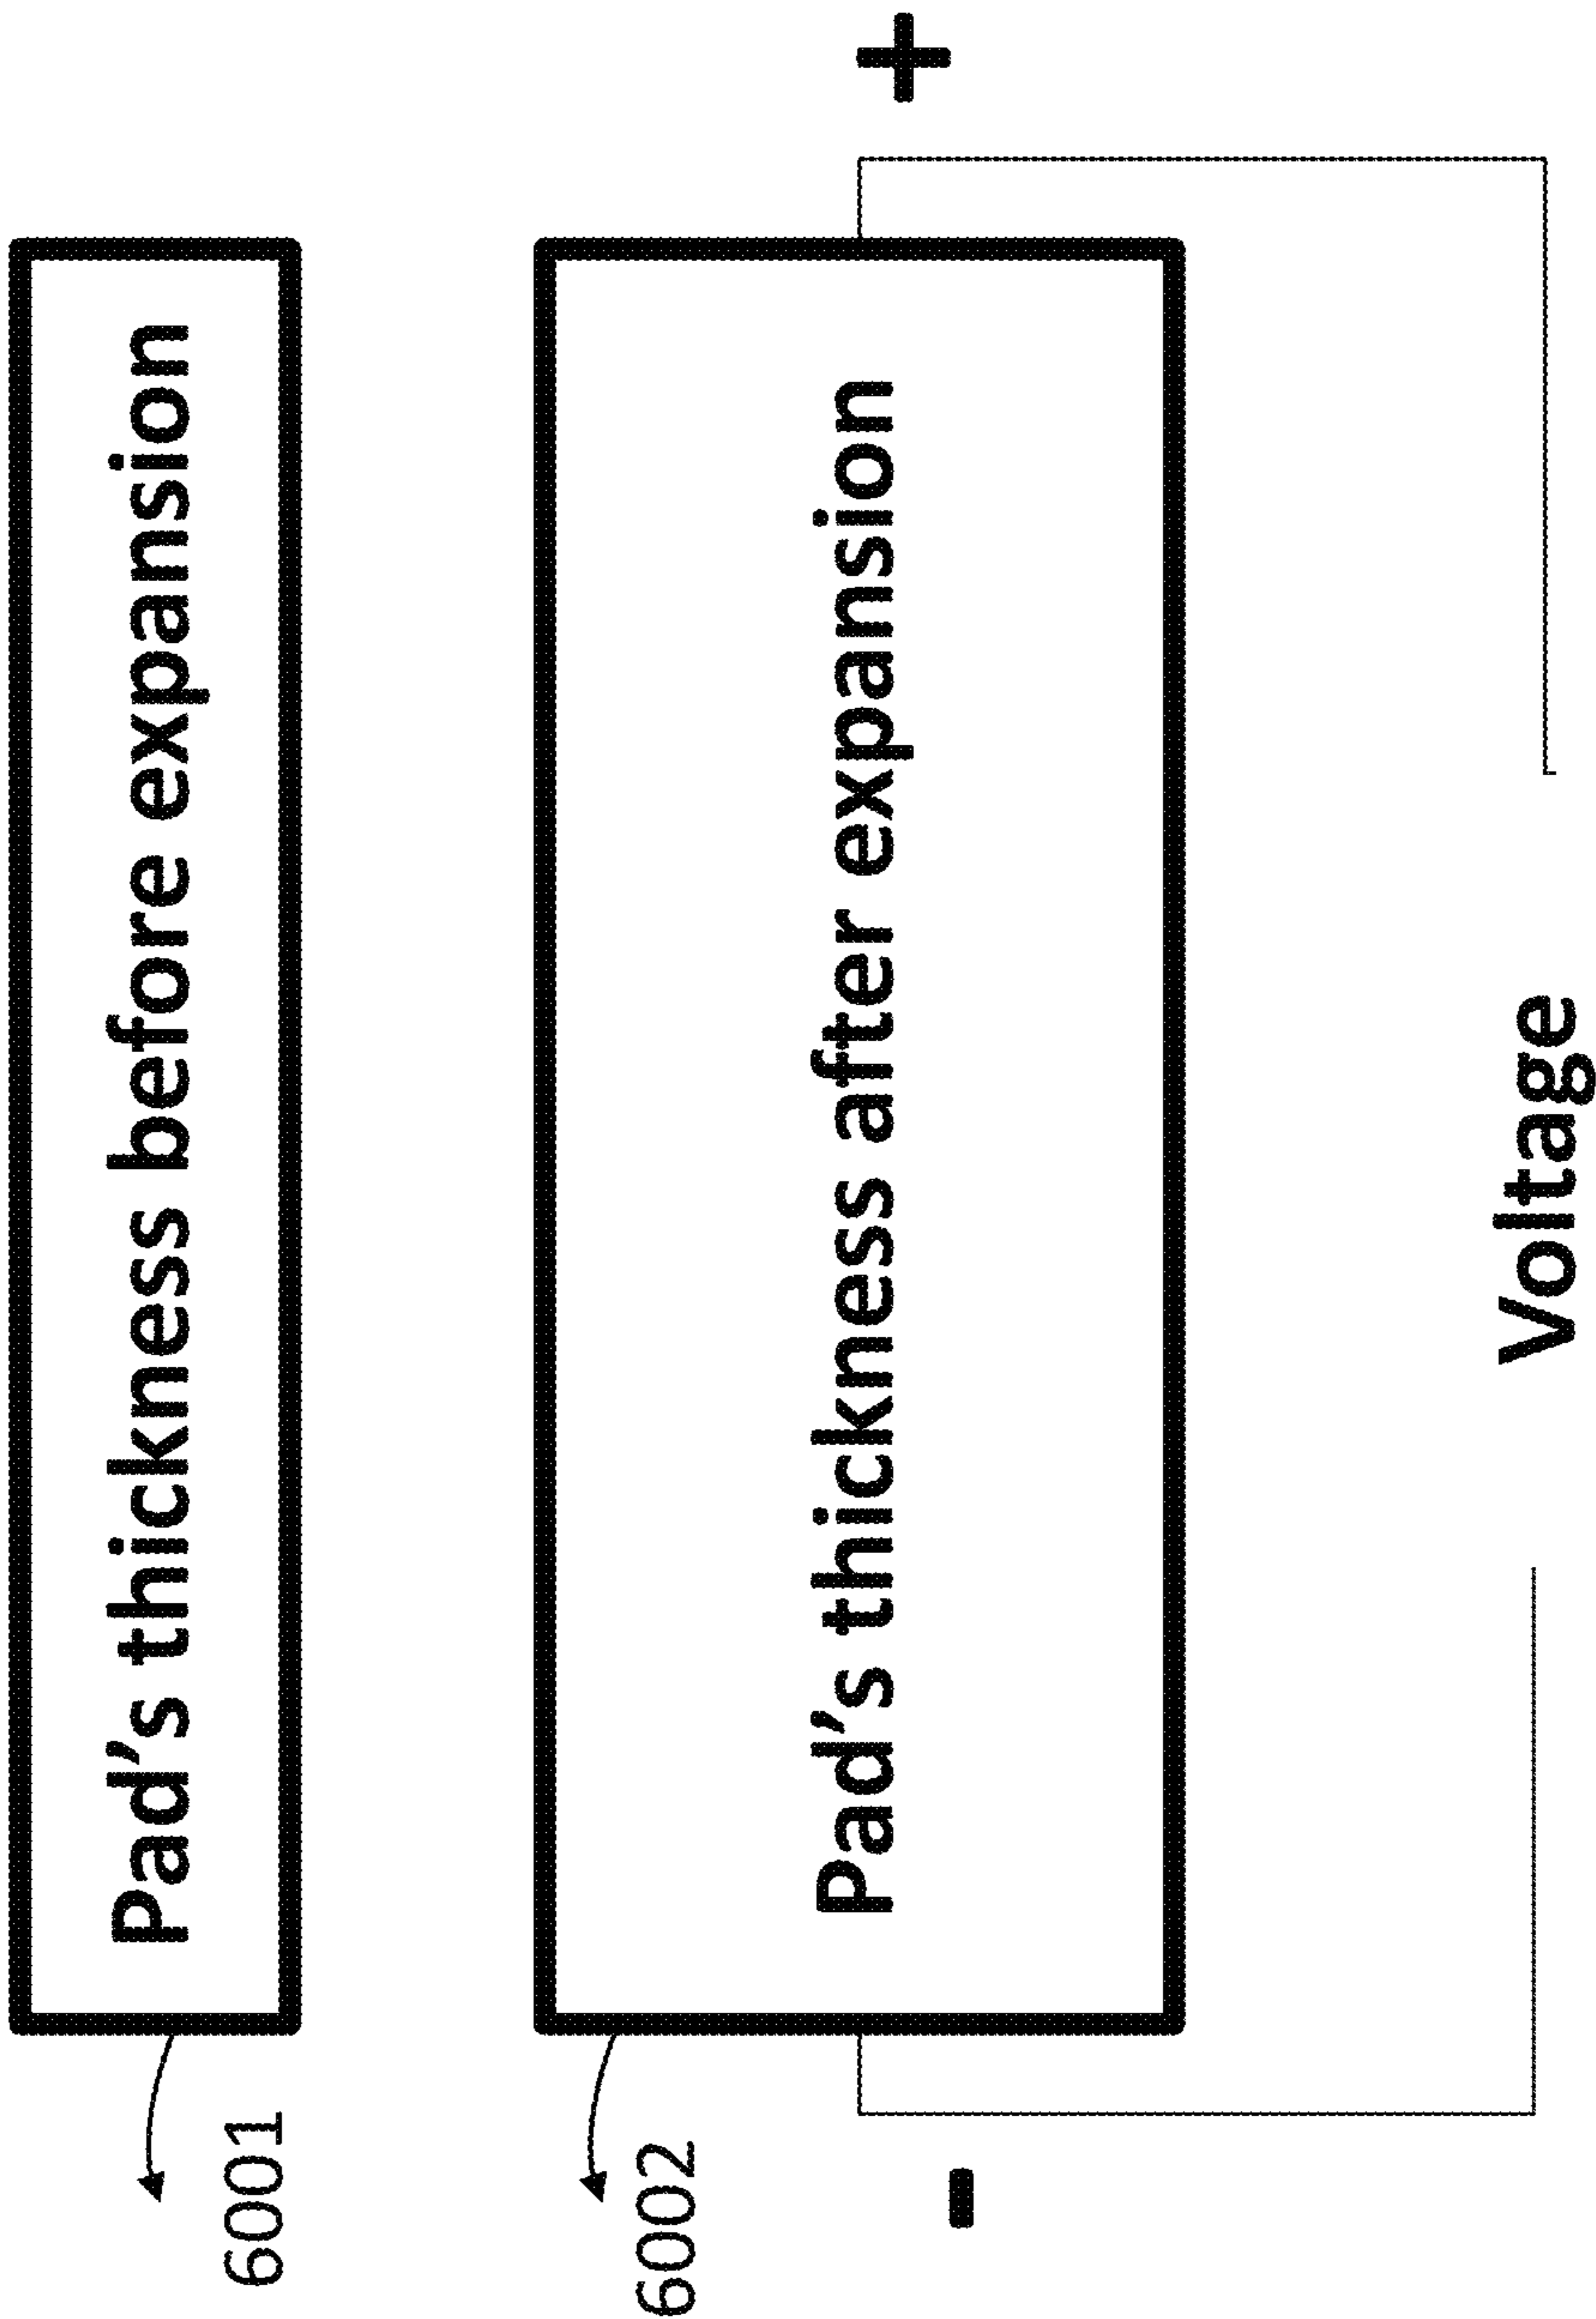 Pad's thickness before expansion
6001
Pad's thickness after expansion
6002
- +
Voltage